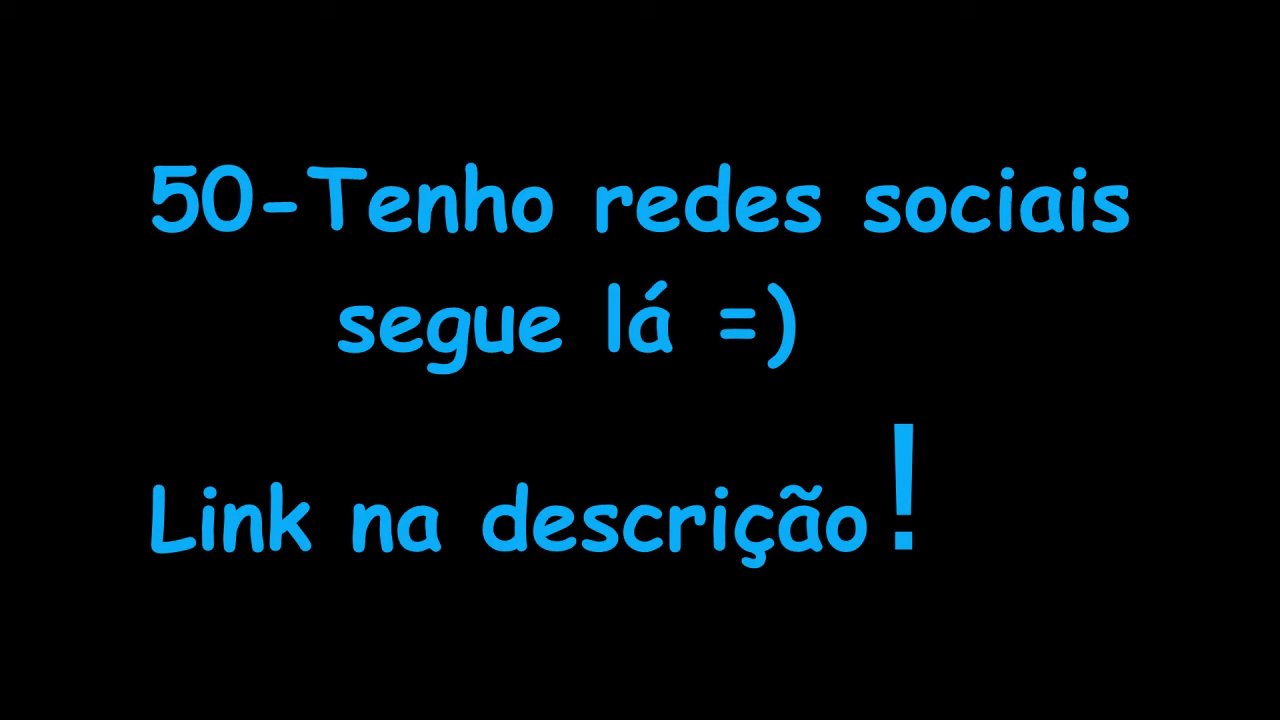 50-Tenho redes sociais
segue lá =)
Link na descrição!